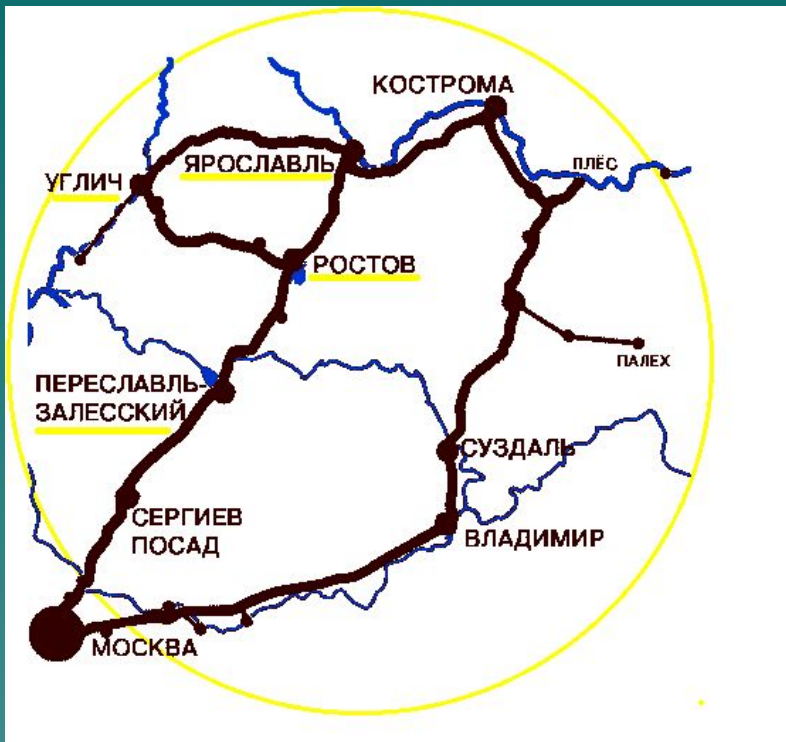 КОСТРОМА
ПЛЁС
ЯРОСЛАВЛЬ
УГЛИЧ
РОСТОВ
ПАЛЕХ
ПЕРЕСЛАВЛЬ-
ЗАЛЕССКИЙ
СУЗДАЛЬ
СЕРГИЕВ
ПОСАД
ВЛАДИМИР
МОСКВА